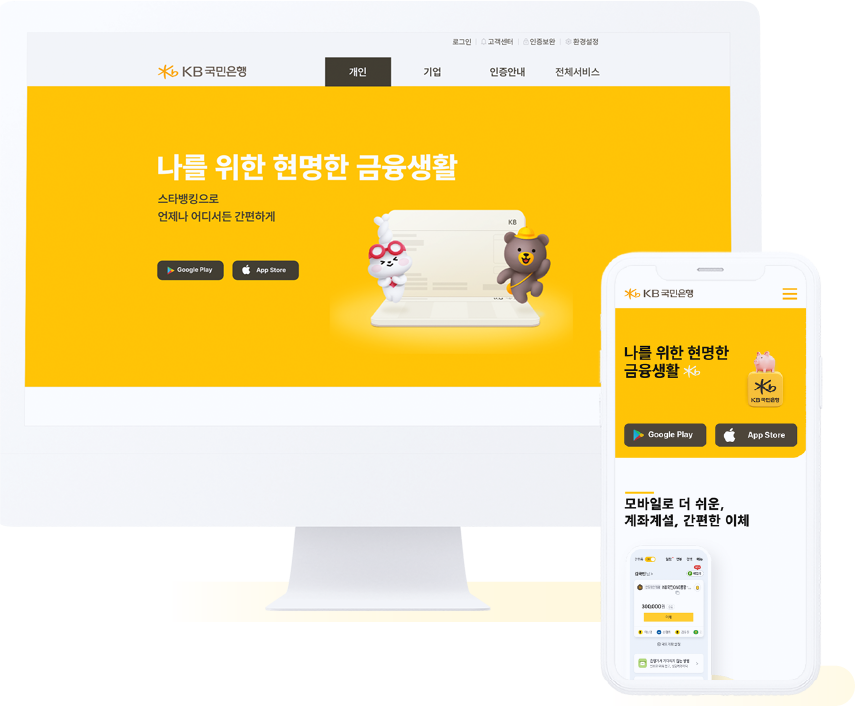 로그인
고객센터
인증보완
환경설정
KB 국민은행
개인
기업
인증안내
전체서비스
나를 위한 현명한 금융생활
스타뱅킹으로
언제나 어디서든 간편하게
Google Play
App Store
KB
KB 국민은행
나를 위한 현명한
금융생활
KB 국민은행
Google Play
App Store
모바일로 더 쉬운,
계좌계설, 간편한 이체
300,000원
이체